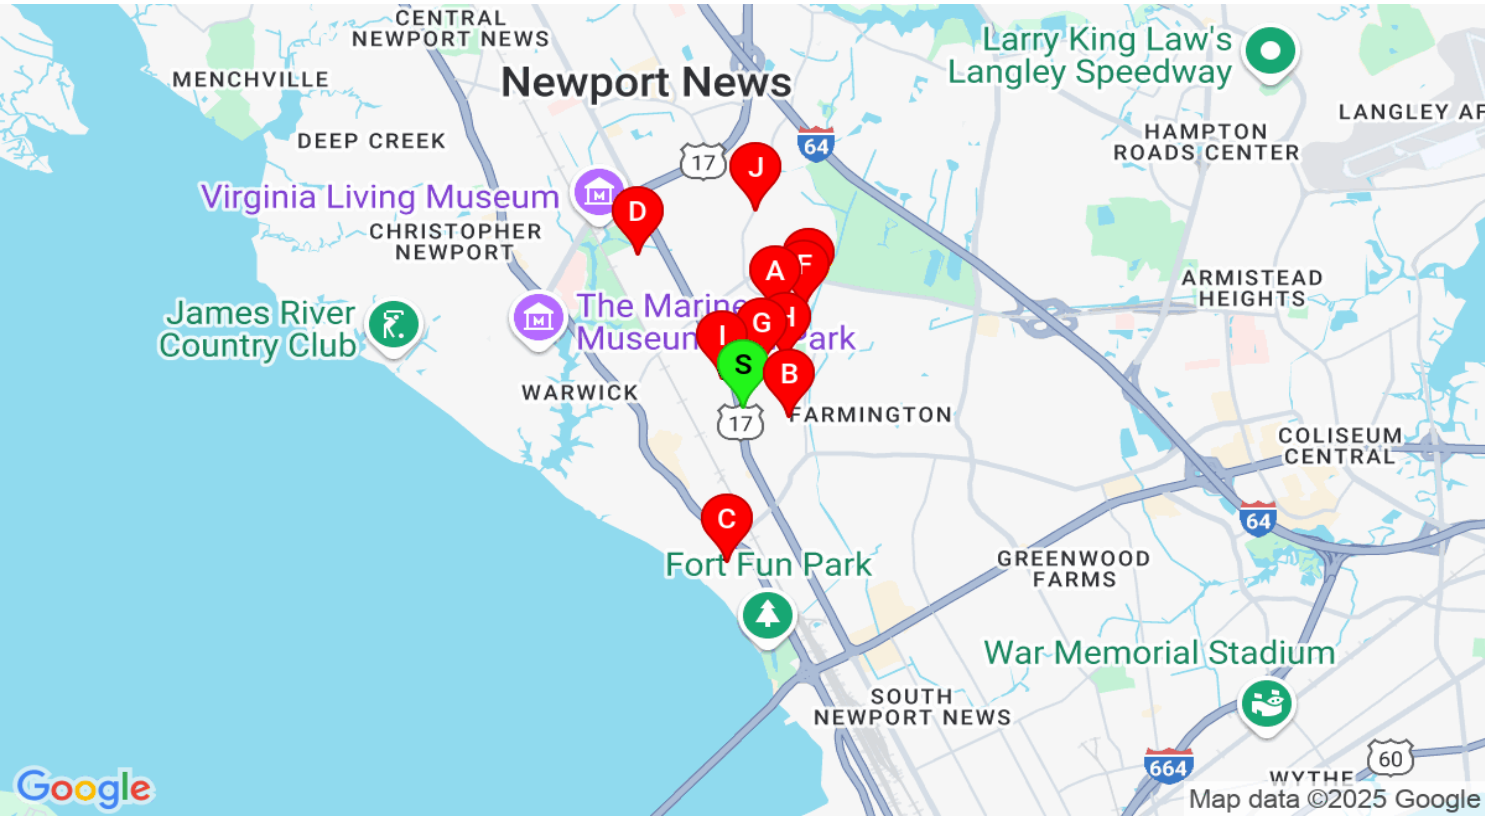 CENTRAL
NEWPORT NEWS
Larry King Law's
Langley Speedway
MENCHVILLE
Newport News
LANGLEY AF
DEEP CREEK
HAMPTON
ROADS CENTER
64
17
J
Virginia Living Museum
M
D
CHRISTOPHER
NEWPORT
A
F
ARMISTEAD
HEIGHTS
James River
Country Club
M
The Marine
Museum
Park
G
H
I
S
B
WARWICK
17
FARMINGTON
COLISEUM
CENTRAL
C
64
Fort Fun Park
GREENWOOD
FARMS
War Memorial Stadium
SOUTH
NEWPORT NEWS
664
60
WYTHE
Google
Map data ©2025 Google